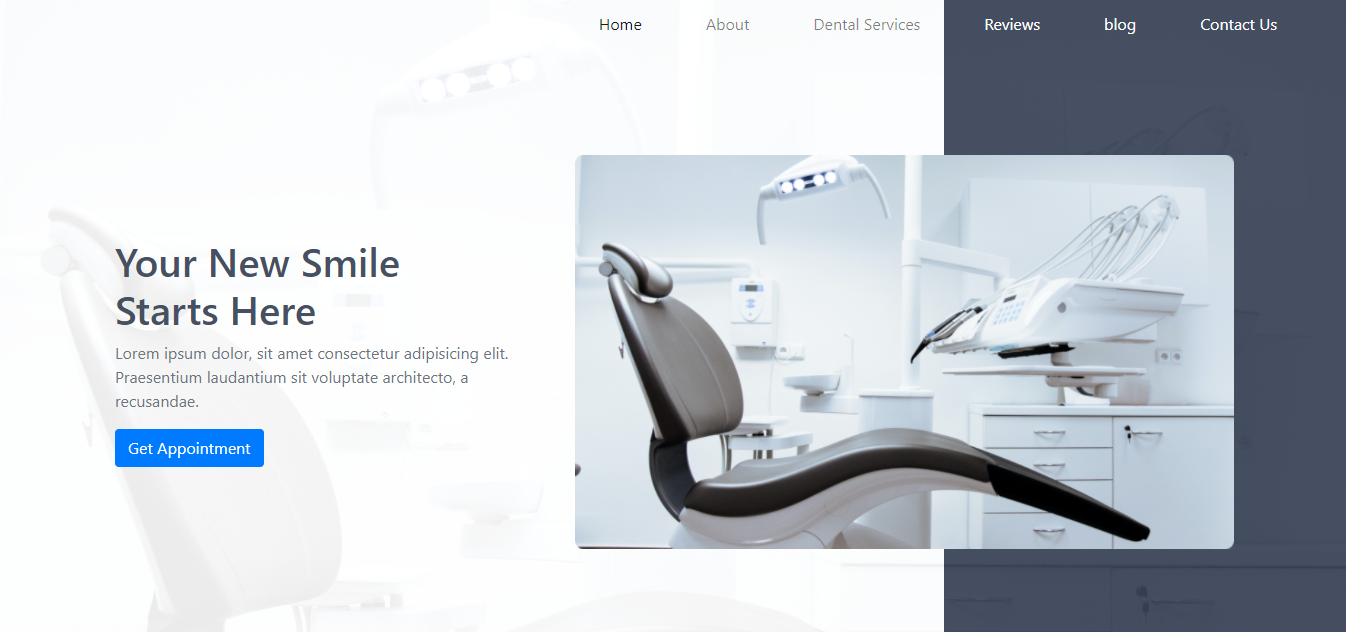 Home About Dental Services Reviews blog Contact Us
Your New Smile
Starts Here
Lorem ipsum dolor, sit amet consectetur adipisicing elit.
Praesentium laudantium sit voluptate architecto, a
recusandae.
Get Appointment